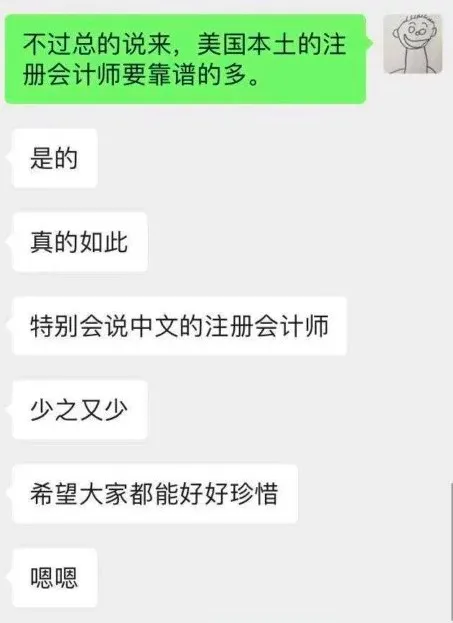 不过总的说来，美国本土的注
册会计师要靠谱的多。
是的
真的如此
特别会说中文的注册会计师
少之又少
希望大家都能好好珍惜
嗯嗯